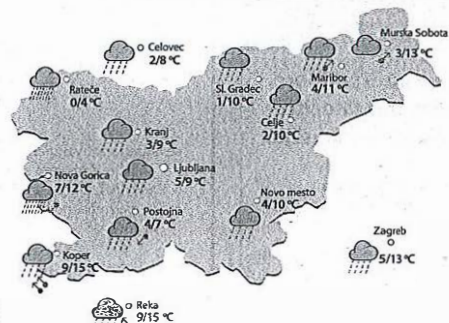 Celovec
2/8 °C
Murska Sobota
3/13 °C
Maribor
4/11 °C
Sl. Gradec
1/10 °C
Rateče
0/4 °C
Celje
2/10 °C
Kranj
3/9 °C
Ljubljana
5/9 °C
Nova Gorica
7/12 °C
Novo mesto
4/10 °C
Postojna
4/7 °C
Zagreb
5/13 °C
Koper
9/15 °C
Reka
9/15 °C